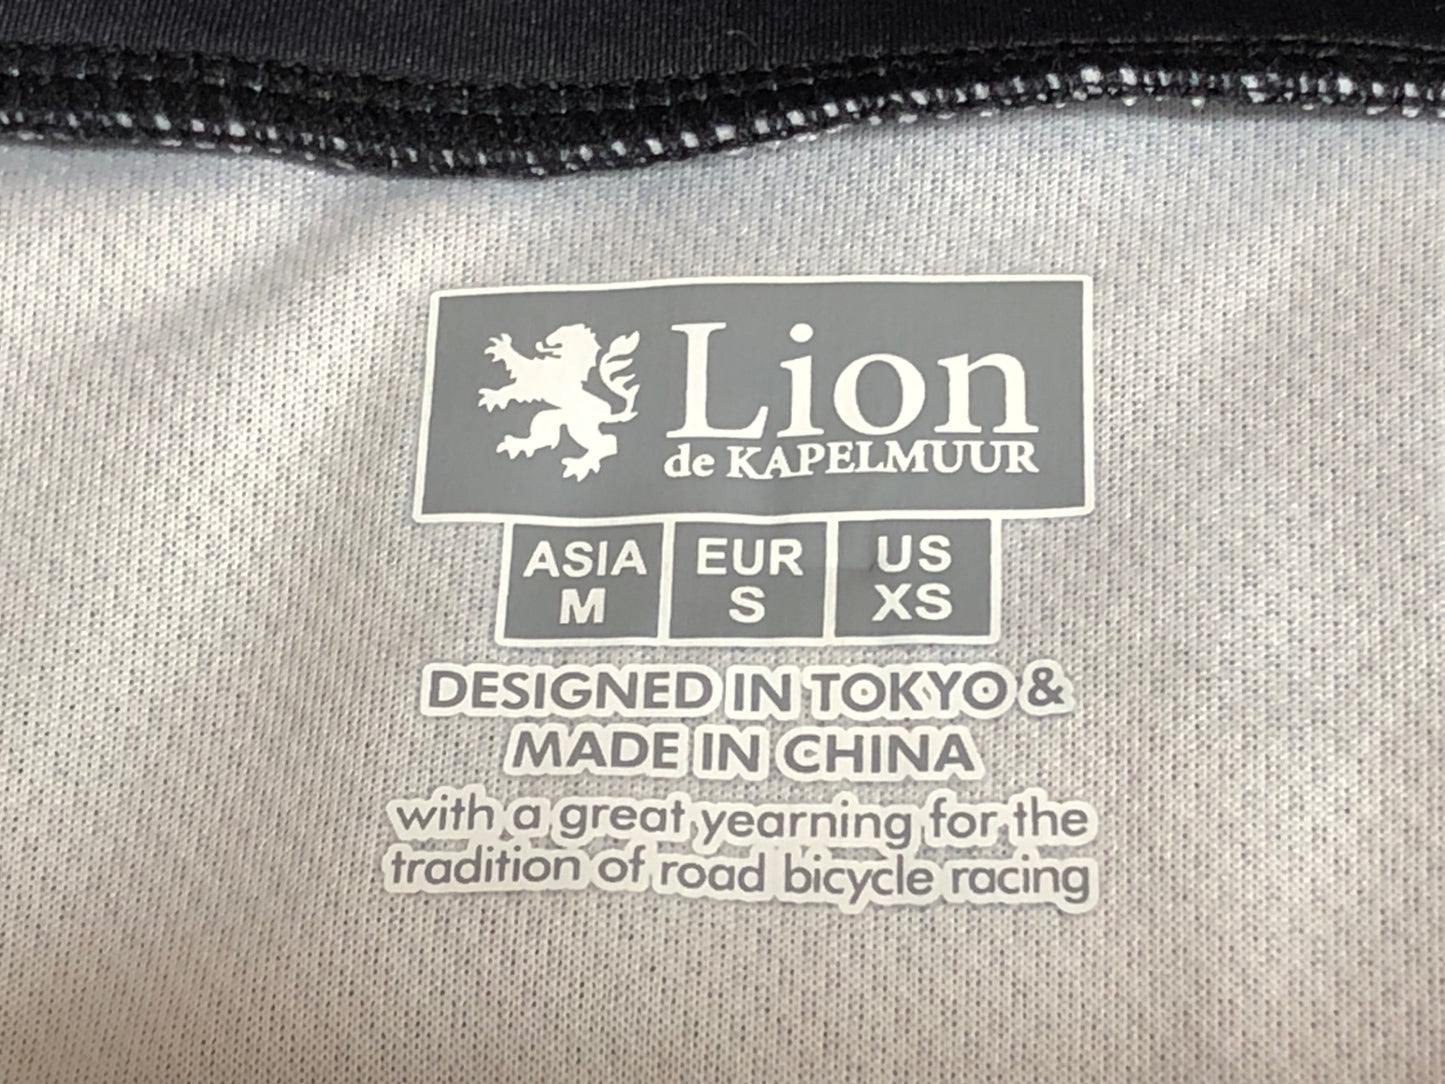 Lion
de KAPELMUUR
ASIA EUR US
M S XS
DESIGNED IN TOKYO &
MADE IN CHINA
with a great yearning for the
tradition of road bicycle racing